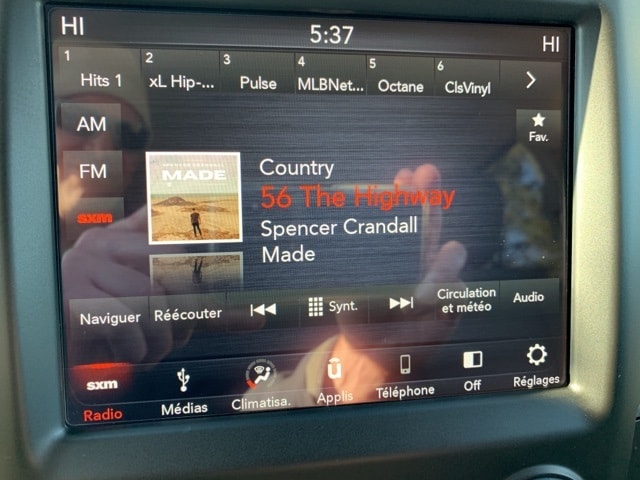 HI 5:37 HI
1 2 3 4 5 6
Hits 1 xL Hip-... Pulse MLBNet... Octane ClsVinyl
AM
Fav.
FM
MADE
Country
56 The Highway
sxm
Spencer Crandall
Made
Naviguer Réécouter Synt. Circulation et météo Audio
sxm
Radio Médias Climatisa. Applis Téléphone Off Réglages